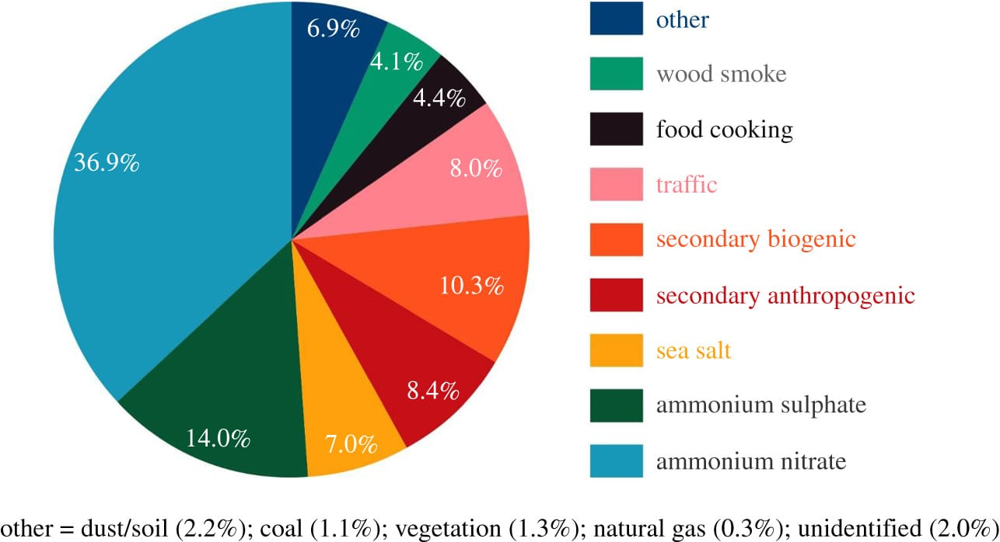 6.9%
4.1%
4.4%
8.0%
10.3%
8.4%
7.0%
14.0%
36.9%
other
wood smoke
food cooking
traffic
secondary biogenic
secondary anthropogenic
sea salt
ammonium sulphate
ammonium nitrate
other = dust/soil (2.2%); coal (1.1%); vegetation (1.3%); natural gas (0.3%); unidentified (2.0%)